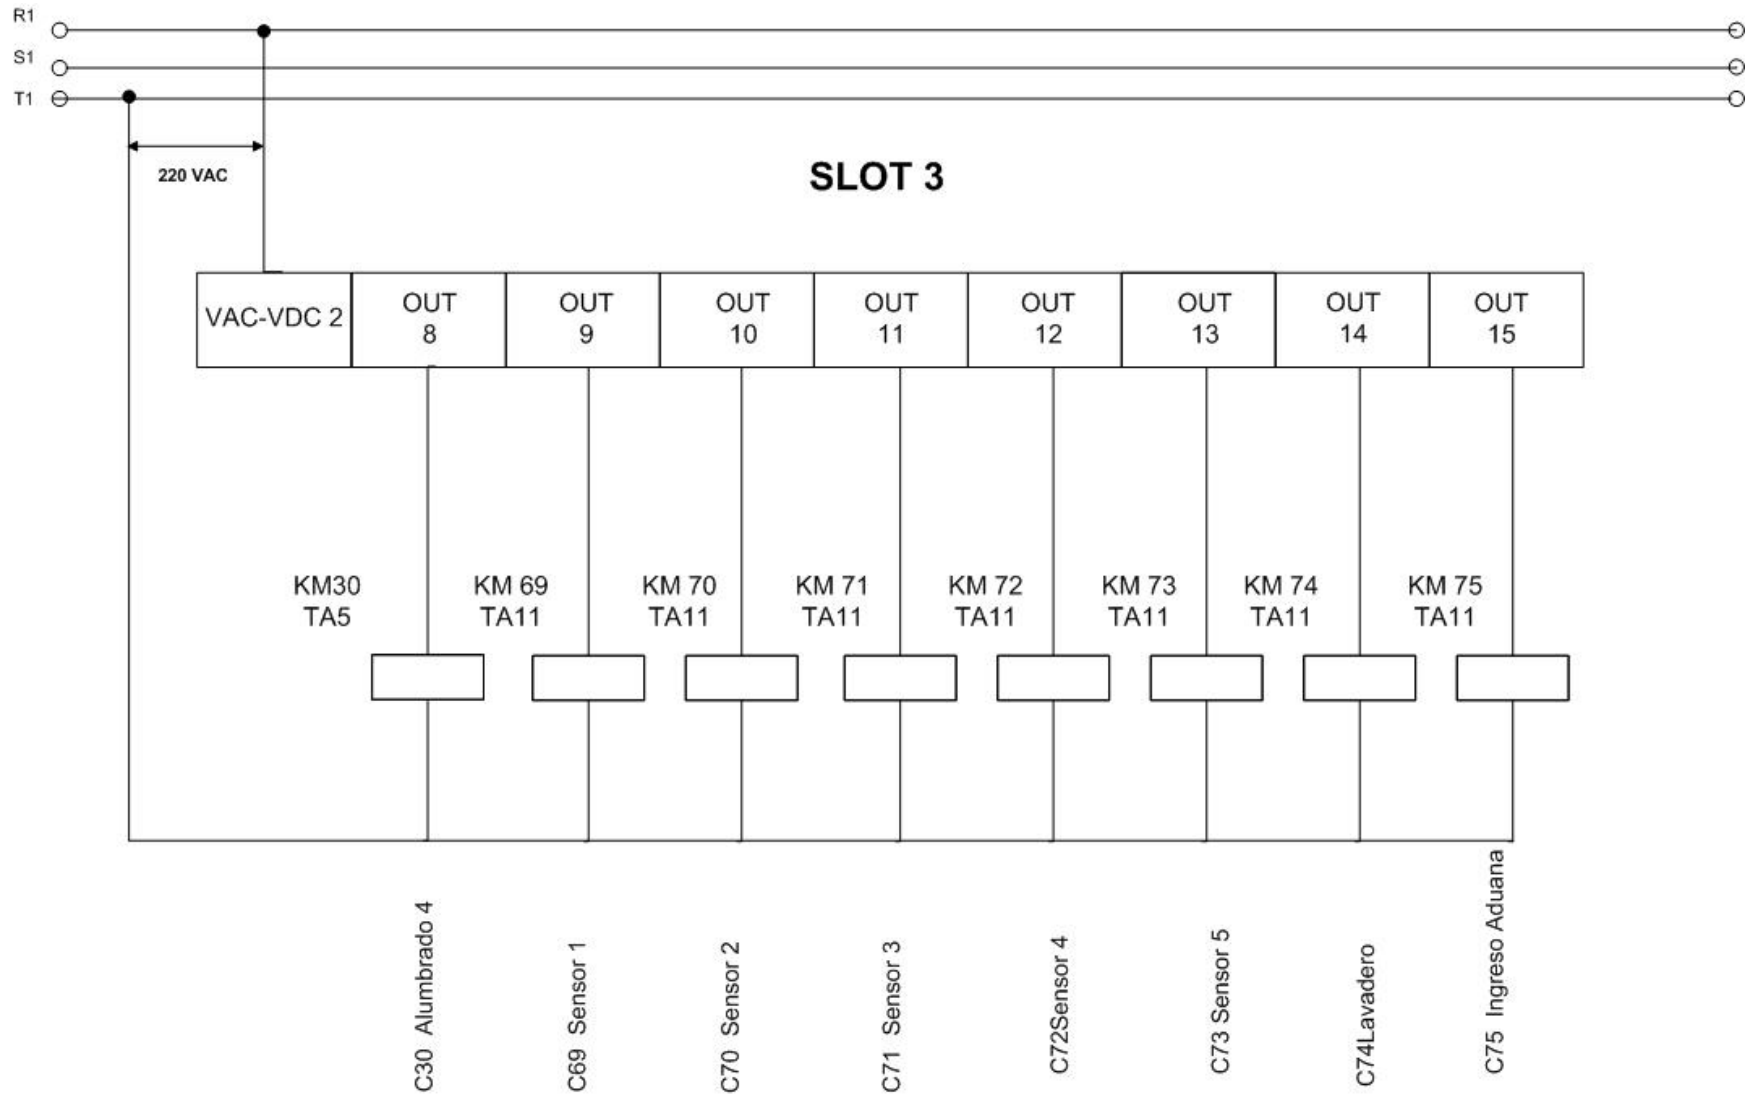 R1
S1
T1
220 VAC
SLOT 3
VAC-VDC 2
OUT
8
OUT
9
OUT
10
OUT
11
OUT
12
OUT
13
OUT
14
OUT
15
KM30
TA5
KM 69
TA11
KM 70
TA11
KM 71
TA11
KM 72
TA11
KM 73
TA11
KM 74
TA11
KM 75
TA11
C30 Alumbrado 4
C69 Sensor 1
C70 Sensor 2
C71 Sensor 3
C72Sensor 4
C73 Sensor 5
C74Lavadero
C75 Ingreso Aduana